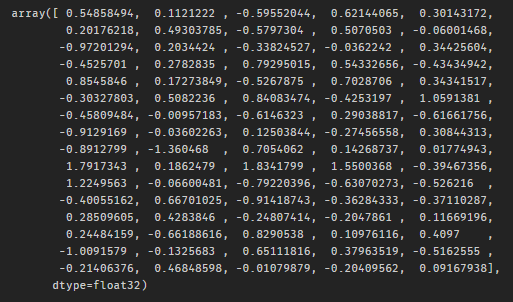 array([ 0.54858494, 0.1121222 , -0.59552044, 0.62144065, 0.30143172,
0.20176218, 0.49303785, -0.5797304 , 0.5070503 , -0.06001468,
-0.97201294, 0.2034424 , -0.33824527, -0.0362242 , 0.34425604,
-0.4525701 , 0.2782835 , 0.79295015, 0.54332656, -0.43434942,
0.8545846 , 0.17273849, -0.5267875 , 0.7028706 , 0.34341517,
-0.30327803, 0.5082236 , 0.84083474, -0.4253197 , 1.0591381 ,
-0.45809484, -0.00957183, -0.6146323 , 0.29038817, -0.61661756,
-0.9129169 , -0.03602263, 0.12503844, -0.27456558, 0.30844313,
-0.8912799 , -1.360468 , 0.7054062 , 0.14268737, 0.01774943,
1.7917343 , 0.1862479 , 1.8341799 , 1.5500368 , -0.39467356,
1.2249563 , -0.06600481, -0.79220396, -0.63070273, -0.526216 ,
-0.40055162, 0.66701025, -0.91418743, -0.36284333, -0.37110287,
0.28509605, 0.4283846 , -0.24807414, -0.2047861 , 0.11669196,
0.24484159, -0.66188616, 0.8290538 , 0.10976116, 0.4097 ,
-1.0091579 , -0.1325683 , 0.65111816, 0.37963519, -0.5162555 ,
-0.21406376, 0.46848598, -0.01079879, -0.20409562, 0.09167938],
dtype=float32)